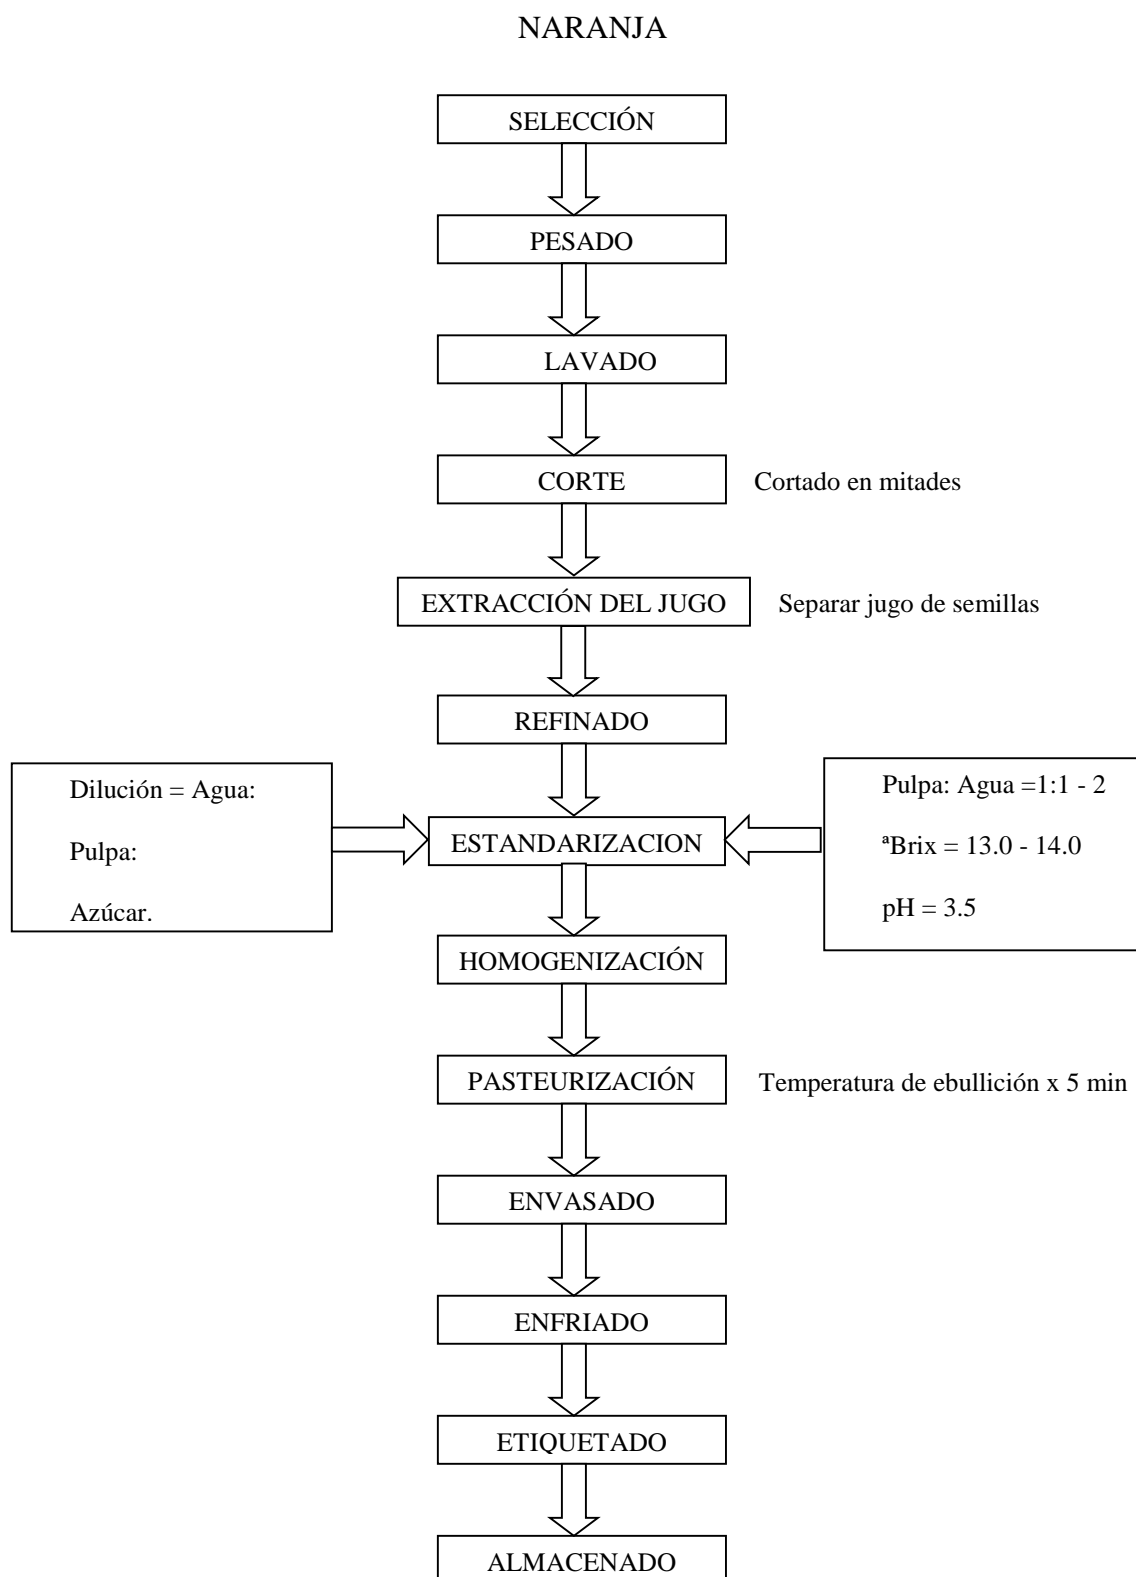 NARANJA
SELECCIÓN
PESADO
LAVADO
CORTE
Cortado en mitades
EXTRACCIÓN DEL JUGO
Separar jugo de semillas
REFINADO
Dilución = Agua:
Pulpa:
Azúcar.
ESTANDARIZACION
Pulpa: Agua =1:1 - 2
ªBrix = 13.0 - 14.0
pH = 3.5
HOMOGENIZACIÓN
PASTEURIZACIÓN
Temperatura de ebullición x 5 min
ENVASADO
ENFRIADO
ETIQUETADO
ALMACENADO